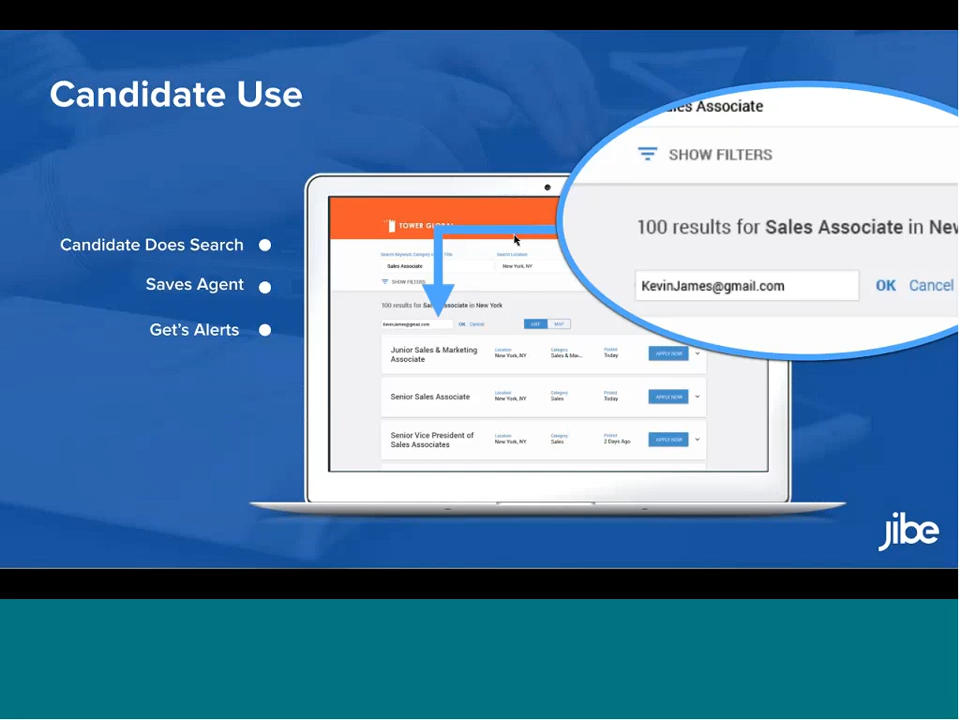 Candidate Use
Candidate Does Search
Saves Agent
Get's Alerts
Sales Associate
SHOW FILTERS
100 results for Sales Associate in New
KevinJames@gmail.com OK Cancel
TOWER GLOBAL
Search Location
Sales Associate New York, NY
SHOW FILTERS
100 results for Sales Associate in New York
KevinJames@gmail.com OK Cancel LIST MAP
Junior Sales & Marketing
Associate
Location Category Posted
New York, NY Sales & Mar... Today
APPLY NOW
Senior Sales Associate
Location Category Posted
New York, NY Sales Today
APPLY NOW
Senior Vice President of
Sales Associates
Location Category Posted
New York, NY Sales 2 Days Ago
APPLY NOW
jibe